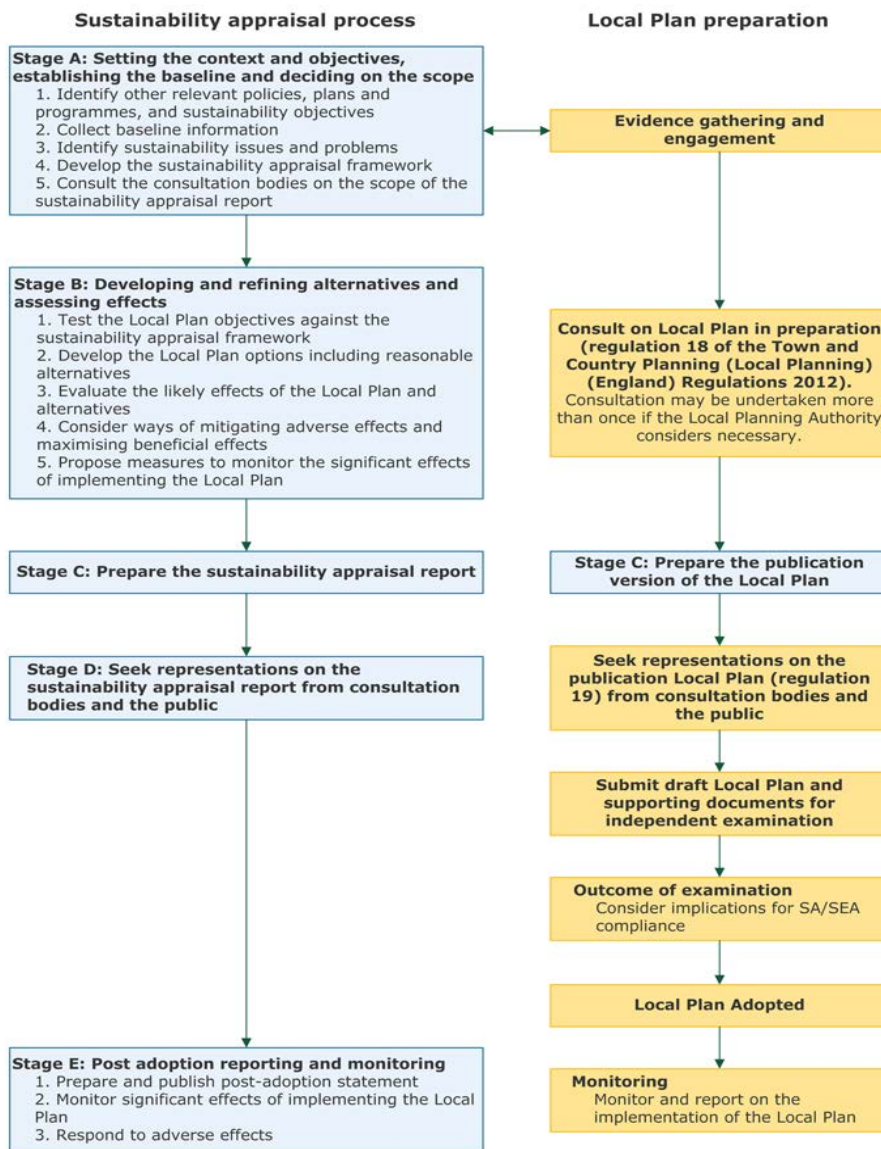 Sustainability appraisal process
Stage A: Setting the context and objectives,
establishing the baseline and deciding on the scope
1. Identify other relevant policies, plans and
programmes, and sustainability objectives
2. Collect baseline information
3. Identify sustainability issues and problems
4. Develop the sustainability appraisal framework
5. Consult the consultation bodies on the scope of the
sustainability appraisal report
Stage B: Developing and refining alternatives and
assessing effects
1. Test the Local Plan objectives against the
sustainability appraisal framework
2. Develop the Local Plan options including reasonable
alternatives
3. Evaluate the likely effects of the Local Plan and
alternatives
4. Consider ways of mitigating adverse effects and
maximising beneficial effects
5. Propose measures to monitor the significant effects
of implementing the Local Plan
Stage C: Prepare the sustainability appraisal report
Stage D: Seek representations on the
sustainability appraisal report from consultation
bodies and the public
Stage E: Post adoption reporting and monitoring
1. Prepare and publish post-adoption statement
2. Monitor significant effects of implementing the Local
Plan
3. Respond to adverse effects
Local Plan preparation
Evidence gathering and
engagement
Consult on Local Plan in preparation
(regulation 18 of the Town and
Country Planning (Local Planning)
(England) Regulations 2012).
Consultation may be undertaken more
than once if the Local Planning Authority
considers necessary.
Stage C: Prepare the publication
version of the Local Plan
Seek representations on the
publication Local Plan (regulation
19) from consultation bodies and
the public
Submit draft Local Plan and
supporting documents for
independent examination
Outcome of examination
Consider implications for SA/SEA
compliance
Local Plan Adopted
Monitoring
Monitor and report on the
implementation of the Local Plan